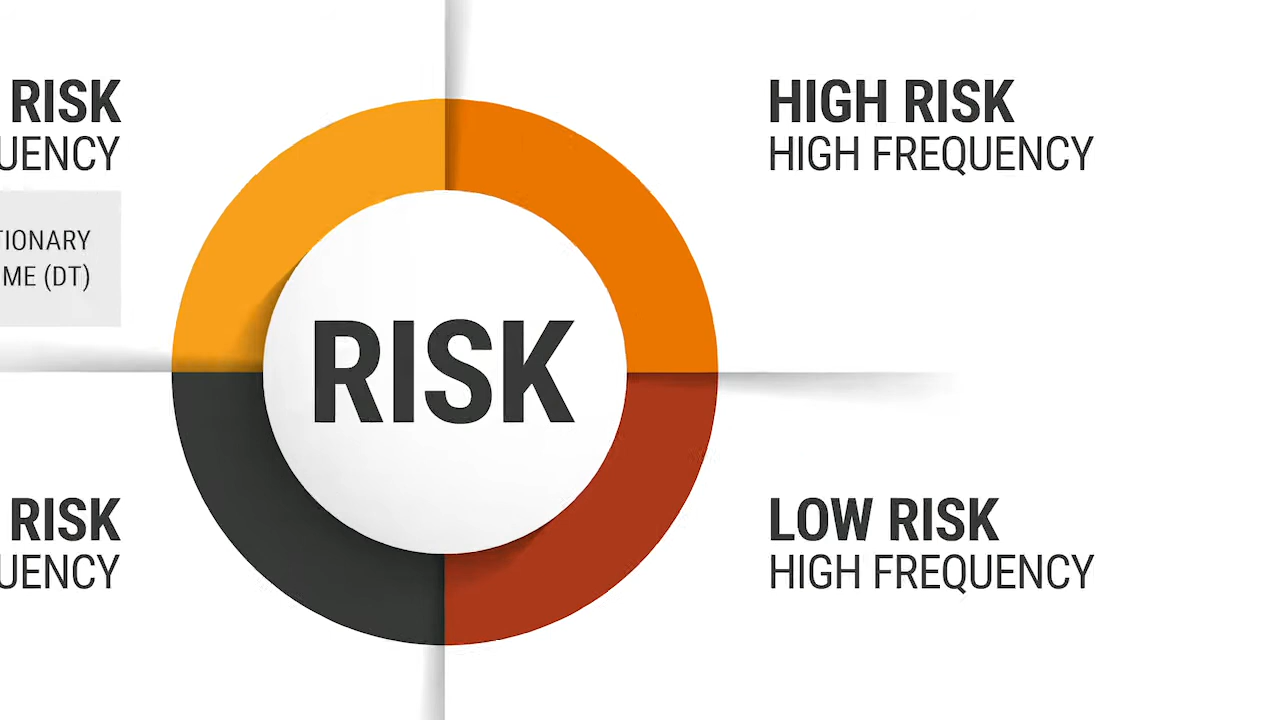 RISK
UENCY
TIONARY
ME (DT)
HIGH RISK
HIGH FREQUENCY
RISK
RISK
UENCY
LOW RISK
HIGH FREQUENCY